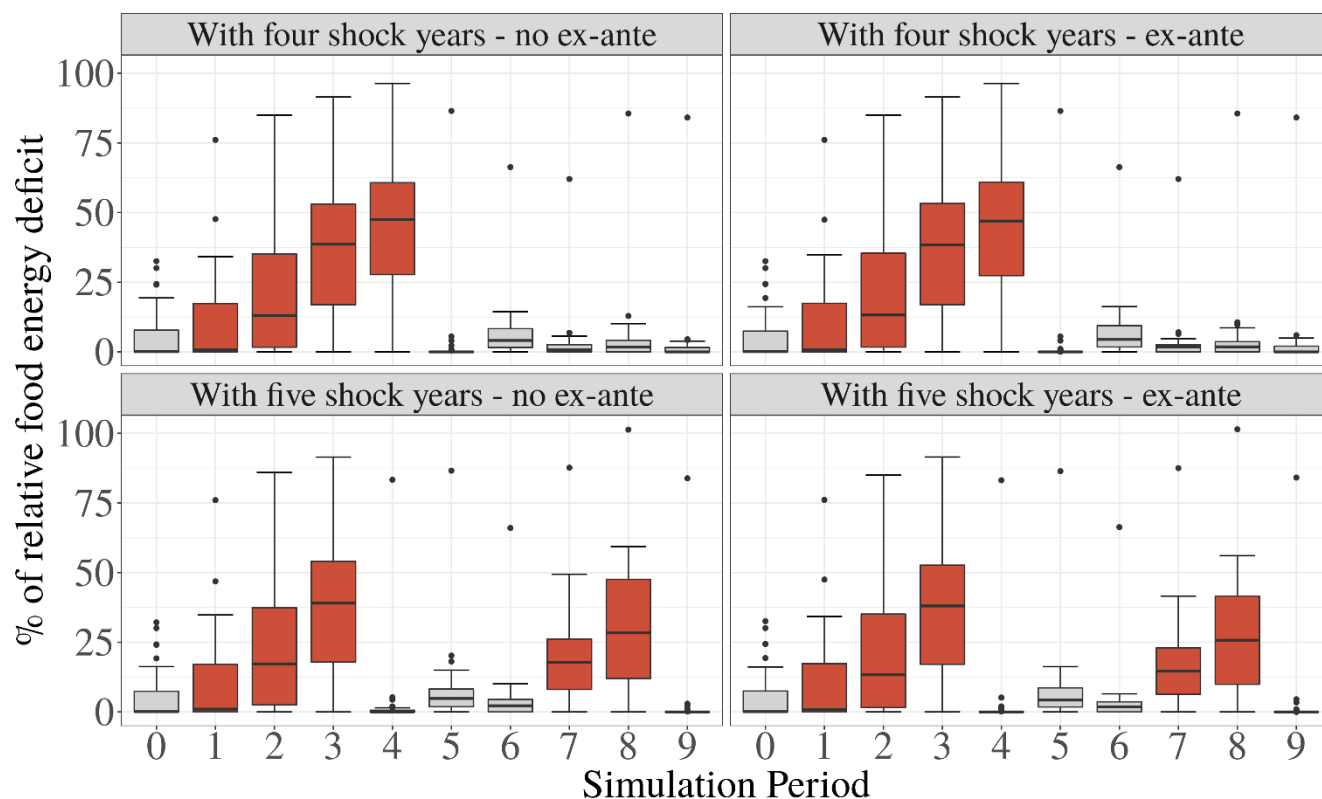 With four shock years - no ex-ante
With four shock years - ex-ante
100
75
50
25
0
With five shock years - no ex-ante
With five shock years - ex-ante
100
75
50
25
0
% of relative food energy deficit
0 1 2 3 4 5 6 7 8 9
0 1 2 3 4 5 6 7 8 9
Simulation Period